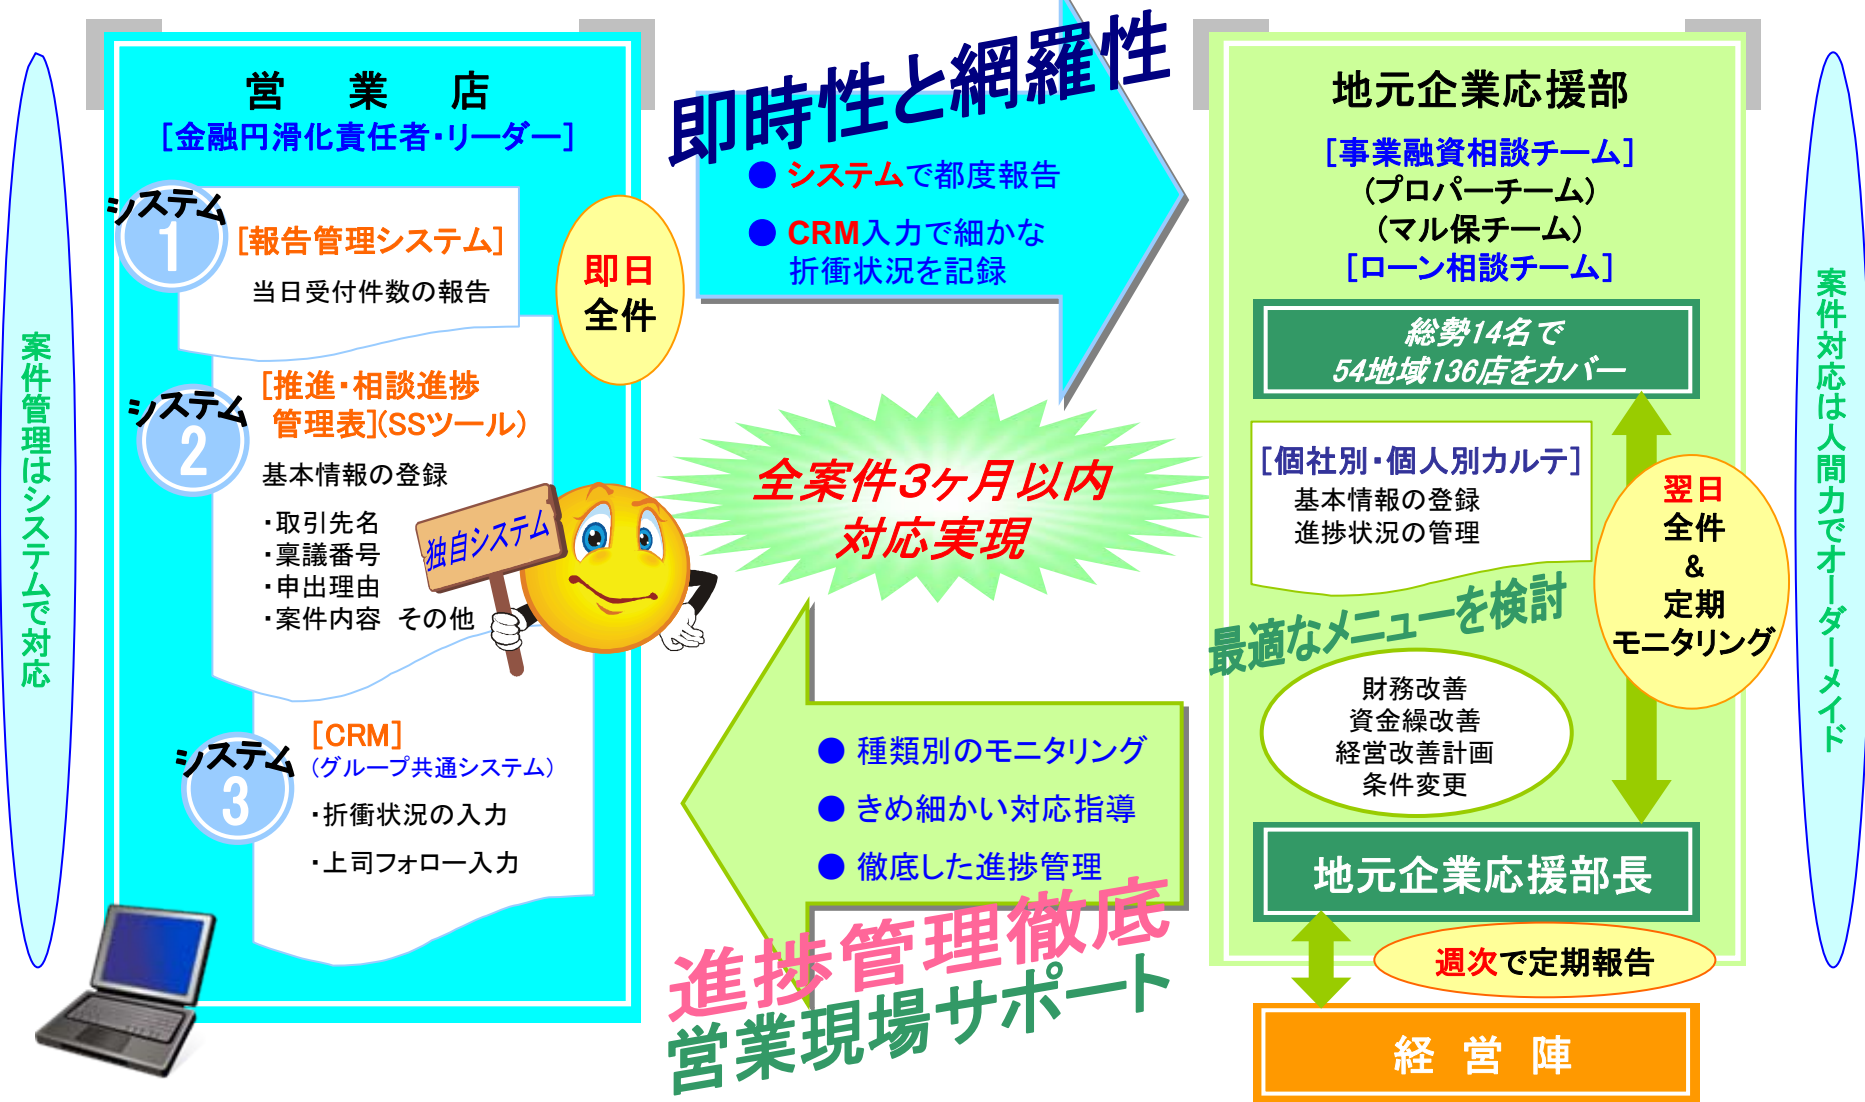 案件管理はシステムで対応
営業店
[金融円滑化責任者・リーダー]
システム
1
[報告管理システム]
当日受付件数の報告
即日
全件
システム
2
[推進・相談進捗
管理表](SSツール)
基本情報の登録
・取引先名
・稟議番号
・申出理由
・案件内容 その他
独自システム
システム
3
[CRM]
(グループ共通システム)
・折衝状況の入力
・上司フォロー入力
即時性と網羅性
● システムで都度報告
● CRM入力で細かな
折衝状況を記録
全案件3ヶ月以内
対応実現
● 種類別のモニタリング
● きめ細かい対応指導
● 徹底した進捗管理
進捗管理徹底
営業現場サポート
地元企業応援部
[事業融資相談チーム]
(プロパーチーム)
(マル保チーム)
[ローン相談チーム]
総勢14名で
54地域136店をカバー
[個社別・個人別カルテ]
基本情報の登録
進捗状況の管理
翌日
全件
&
定期
モニタリング
最適なメニューを検討
財務改善
資金繰改善
経営改善計画
条件変更
地元企業応援部長
週次で定期報告
経営陣
案件対応は人間力でオーダーメイド